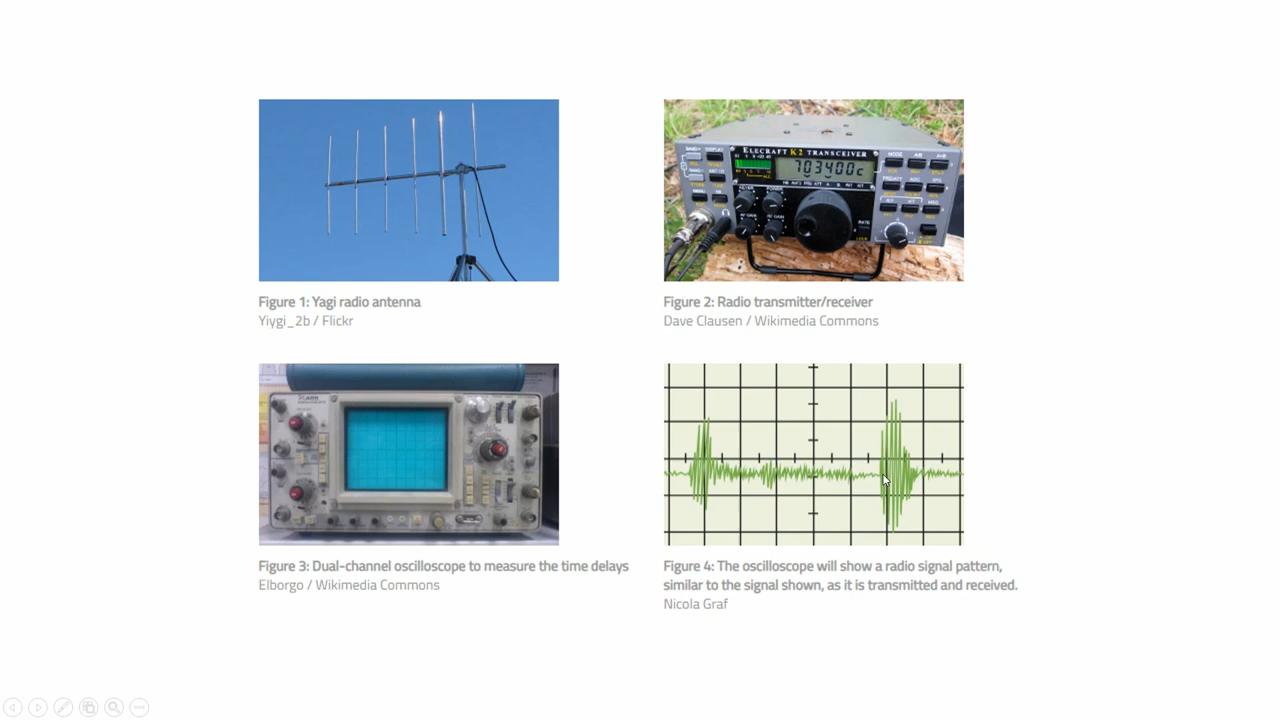 ELECRAFT K2 TRANSCEIVER
703400c
Figure 1: Yagi radio antenna
Yiygi_2b / Flickr
Figure 2: Radio transmitter/receiver
Dave Clausen / Wikimedia Commons
Figure 3: Dual-channel oscilloscope to measure the time delays
Elborgo / Wikimedia Commons
Figure 4: The oscilloscope will show a radio signal pattern,
similar to the signal shown, as it is transmitted and received.
Nicola Graf